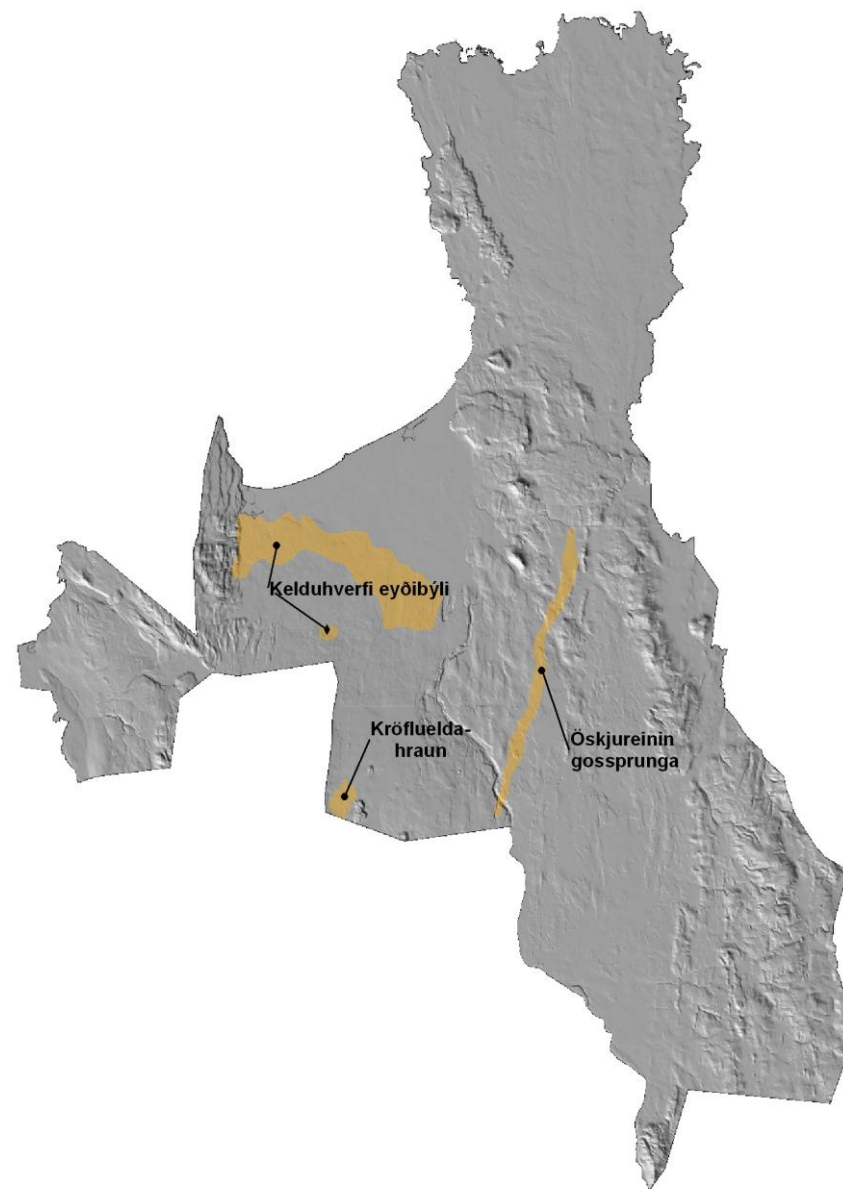 Kelduhverfi eyðibýli
Kröfluelda-
hraun
Öskjureinin
gossprunga